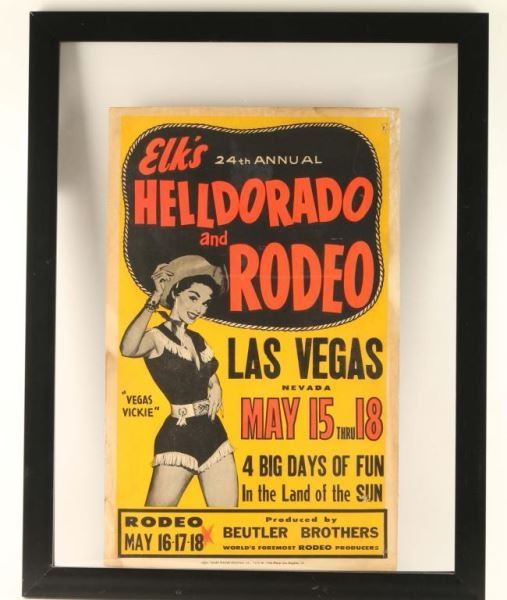 Elk's 24th ANNUAL
HELLDORADO
and
RODEO
LAS VEGAS
NEVADA
"VEGAS
VICKIE"
MAY 15 THRU 18
4 BIG DAYS OF FUN
In the Land of the SUN
RODEO
MAY 16-17-18
Produced by
BEUTLER BROTHERS
WORLD'S FOREMOST RODEO PRODUCERS